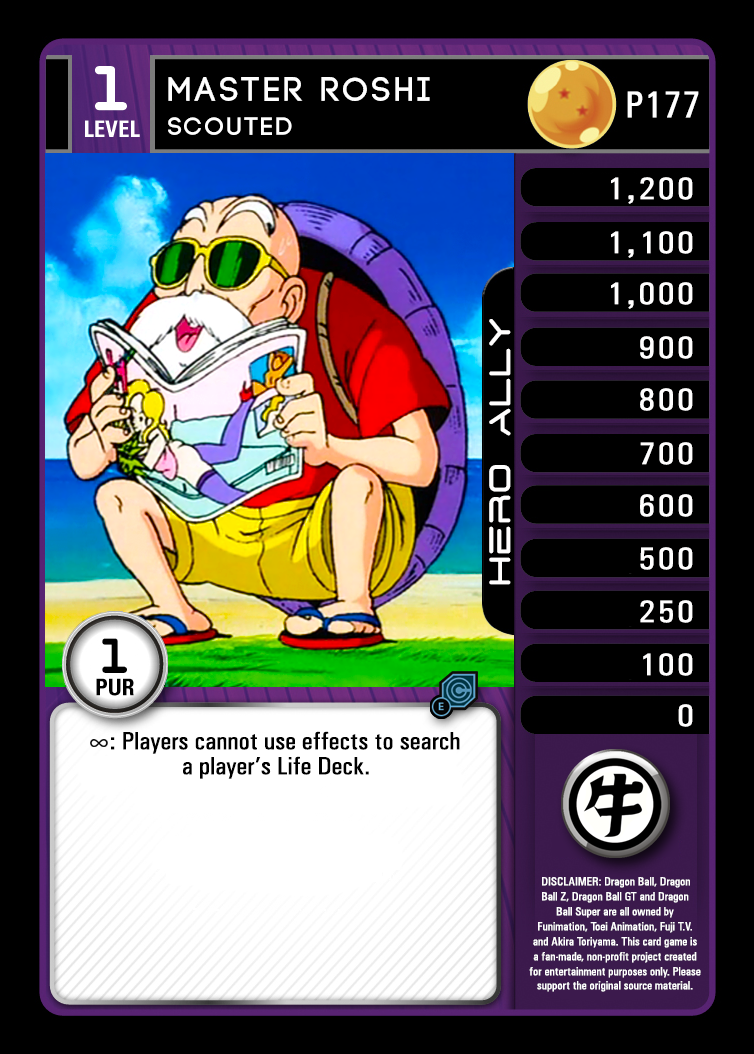 1
LEVEL
MASTER ROSHI
SCOUTED
P177
1,200
1,100
1,000
900
800
700
600
500
250
100
0
HERO ALLY
1
PUR
E
∞: Players cannot use effects to search
a player's Life Deck.
牛
DISCLAIMER: Dragon Ball, Dragon
Ball Z, Dragon Ball GT and Dragon
Ball Super are all owned by
Funimation, Toei Animation, Fuji T.V.
and Akira Toriyama. This card game is
a fan-made, non-profit project created
for entertainment purposes only. Please
support the original source material.